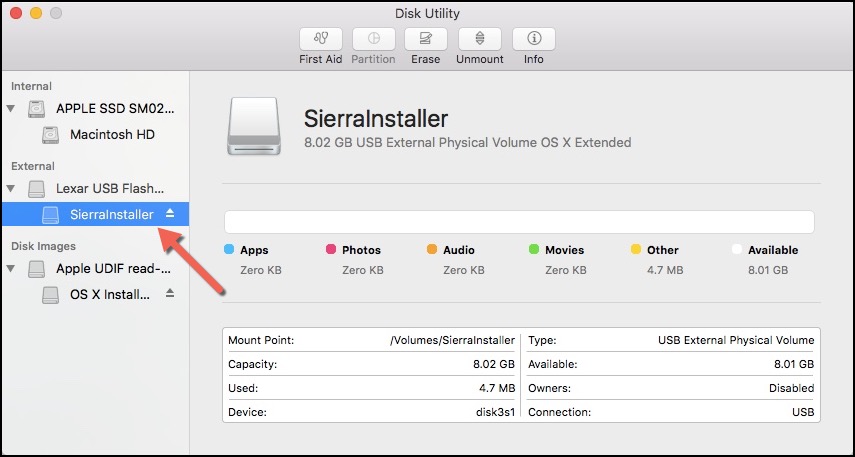 Disk Utility
First Aid Partition Erase Unmount Info
Internal
APPLE SSD SM02...
Macintosh HD
External
Lexar USB Flash...
SierraInstaller
Disk Images
Apple UDIF read-...
OS X Install...
SierraInstaller
8.02 GB USB External Physical Volume OS X Extended
Apps Photos Audio Movies Other Available
Zero KB Zero KB Zero KB Zero KB 4.7 MB 8.01 GB
Mount Point: /Volumes/SierraInstaller Type: USB External Physical Volume
Capacity: 8.02 GB Available: 8.01 GB
Used: 4.7 MB Owners: Disabled
Device: disk3s1 Connection: USB